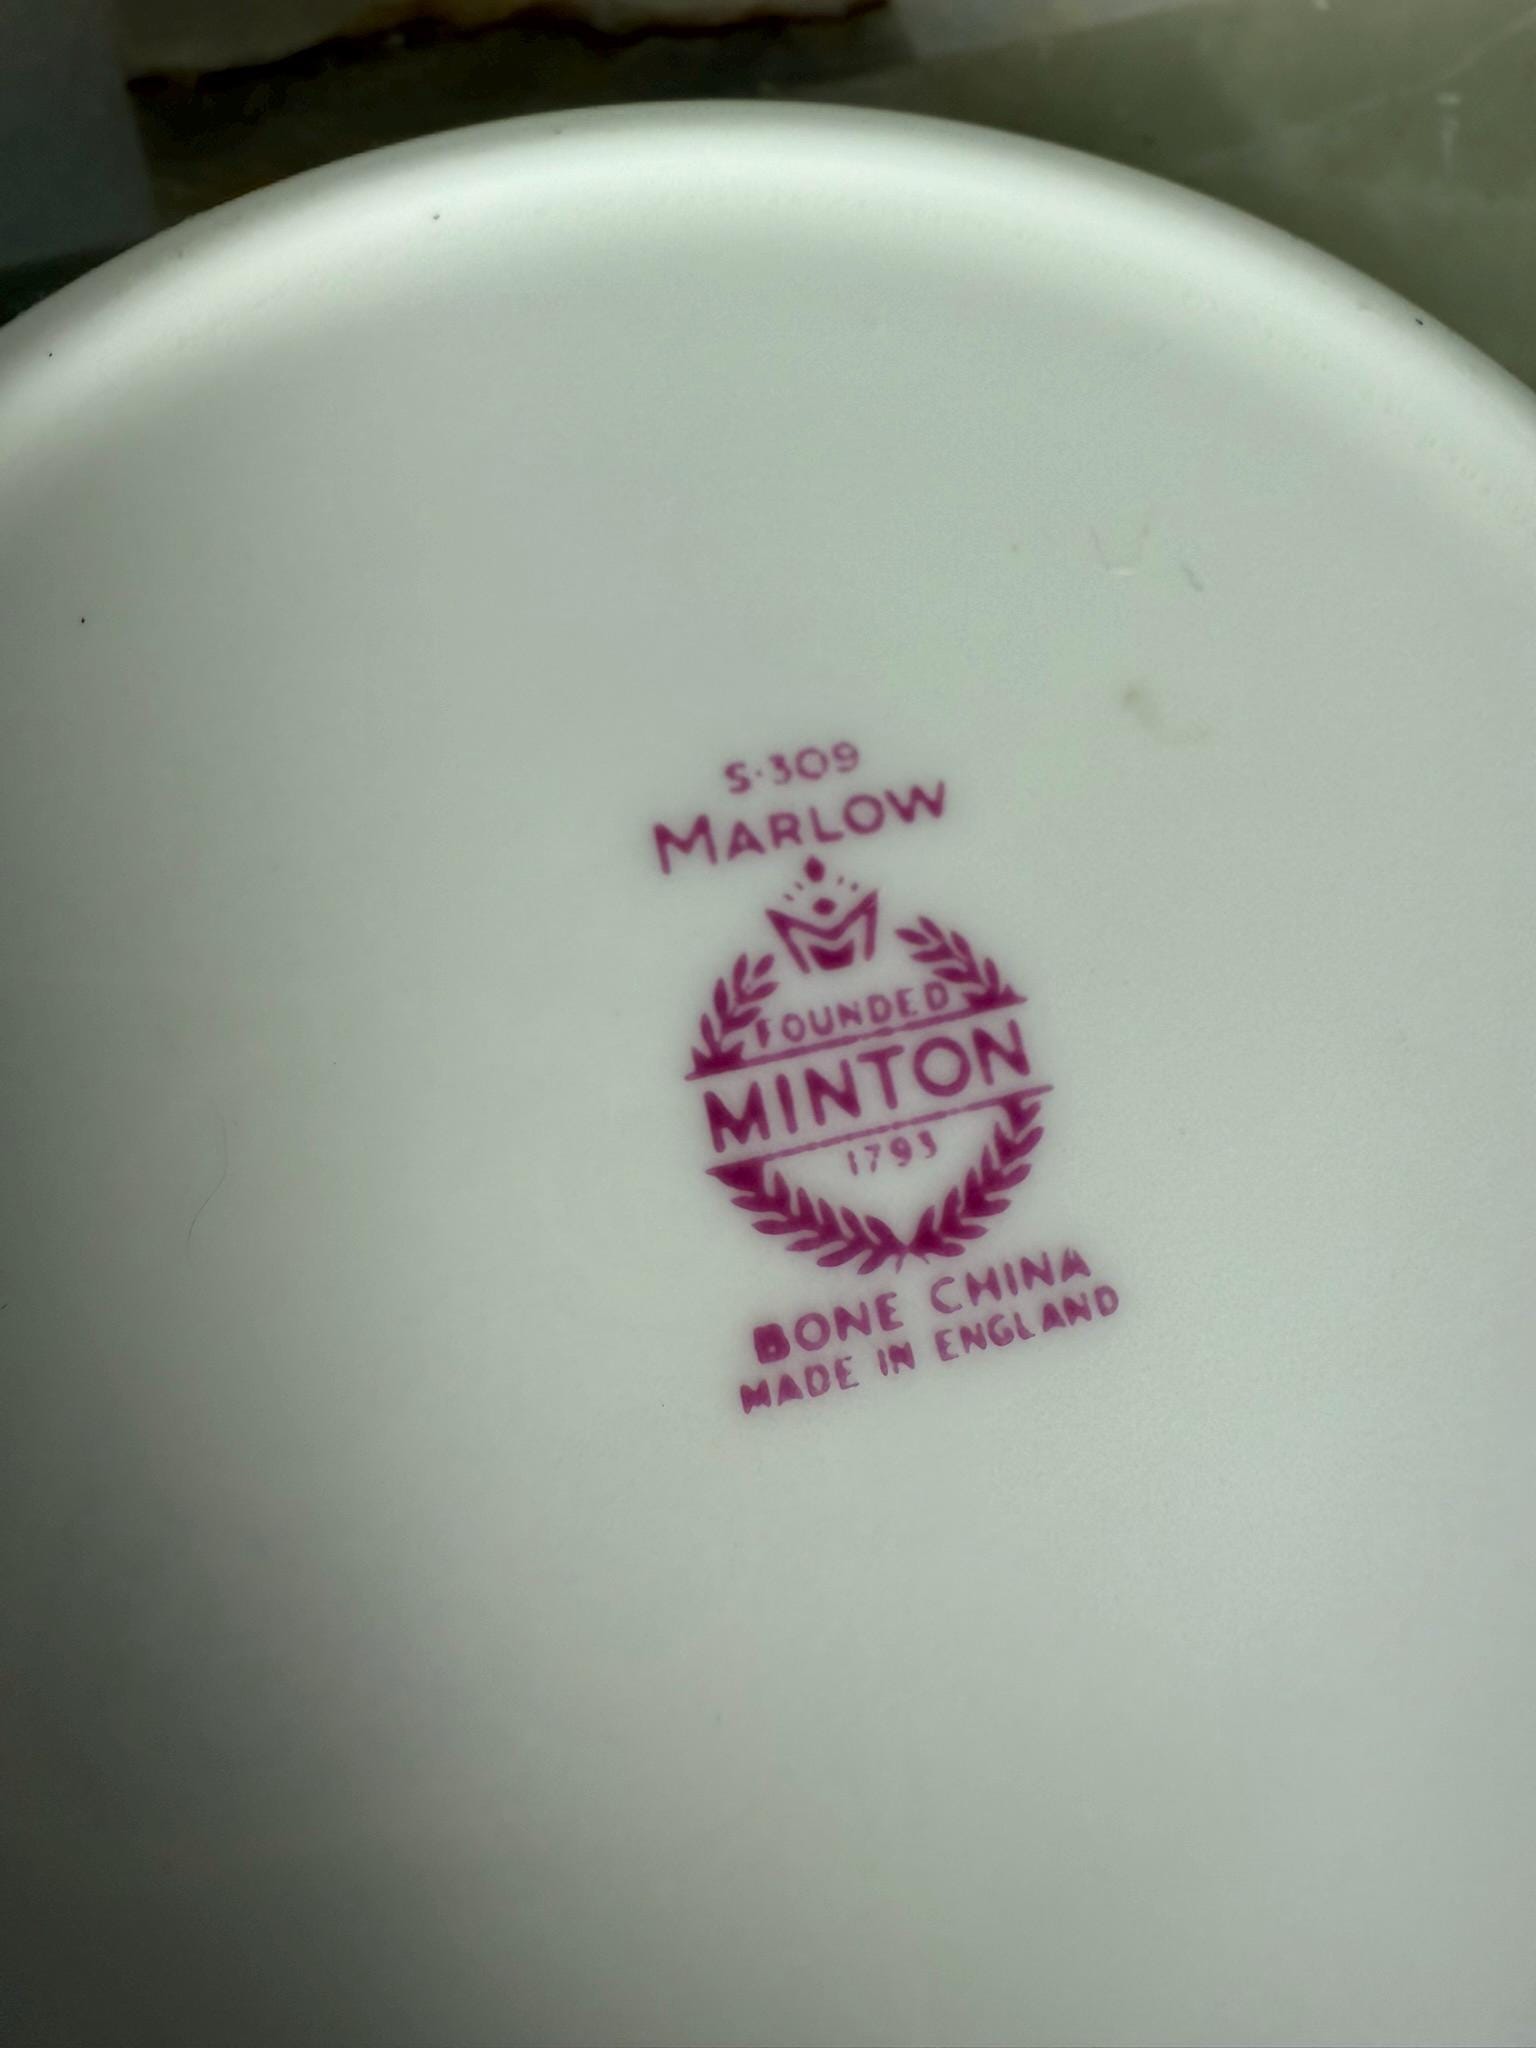 S·309
MARLOW
FOUNDED
MINTON
1793
BONE CHINA
MADE IN ENGLAND